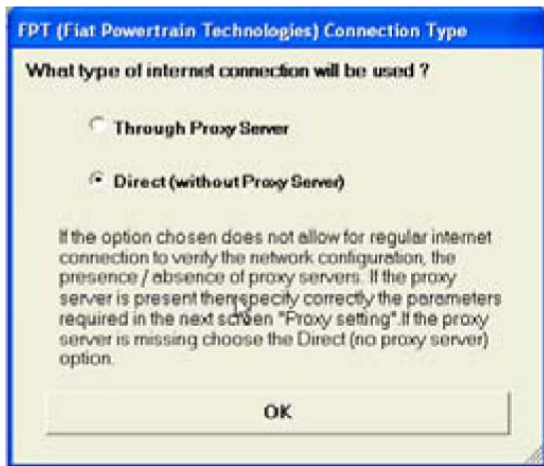 FPT (Fiat Powertrain Technologies) Connection Type
What type of internet connection will be used ?
Through Proxy Server
Direct (without Proxy Server)
If the option chosen does not allow for regular internet
connection to verify the network configuration, the
presence / absence of proxy servers. If the proxy
server is present then specify correctly the parameters
required in the next screen "Proxy setting".If the proxy
server is missing choose the Direct (no proxy server)
option.
OK